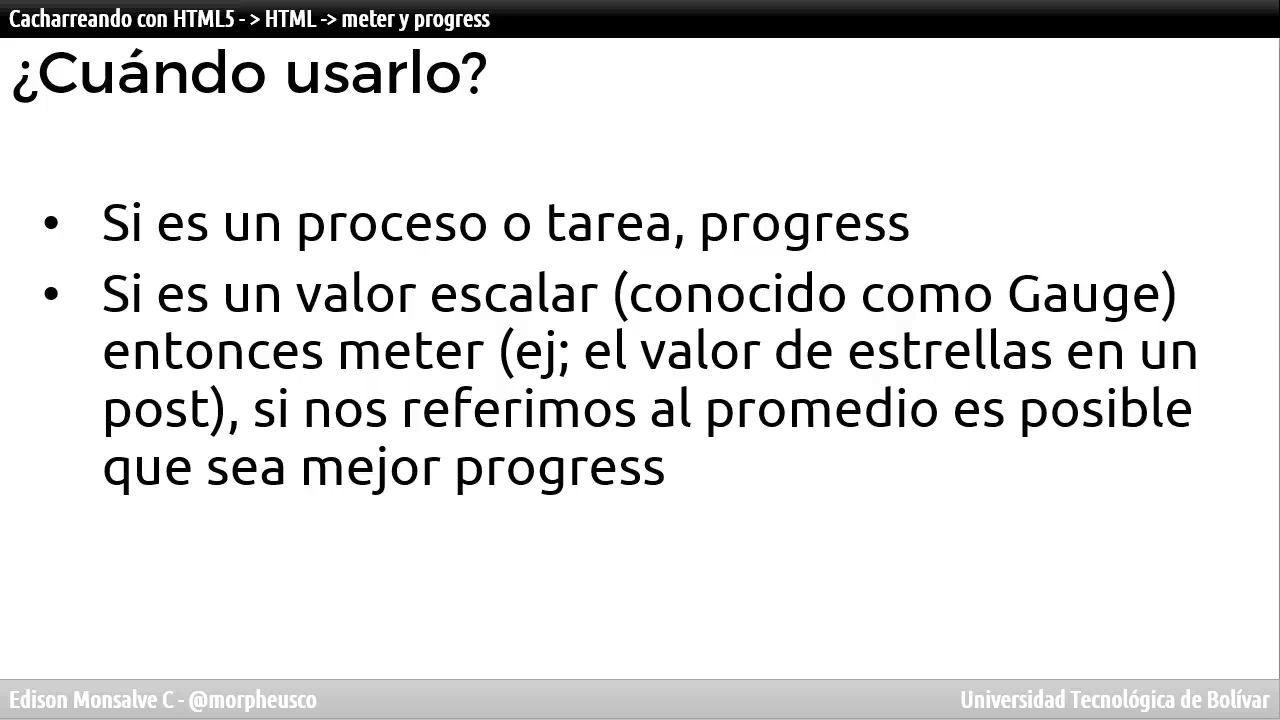 Cacharreando con HTML5 - > HTML -> meter y progress
¿Cuándo usarlo?
• Si es un proceso o tarea, progress
• Si es un valor escalar (conocido como Gauge)
entonces meter (ej; el valor de estrellas en un
post), si nos referimos al promedio es posible
que sea mejor progress
Edison Monsalve C - @morpheusco
Universidad Tecnológica de Bolívar